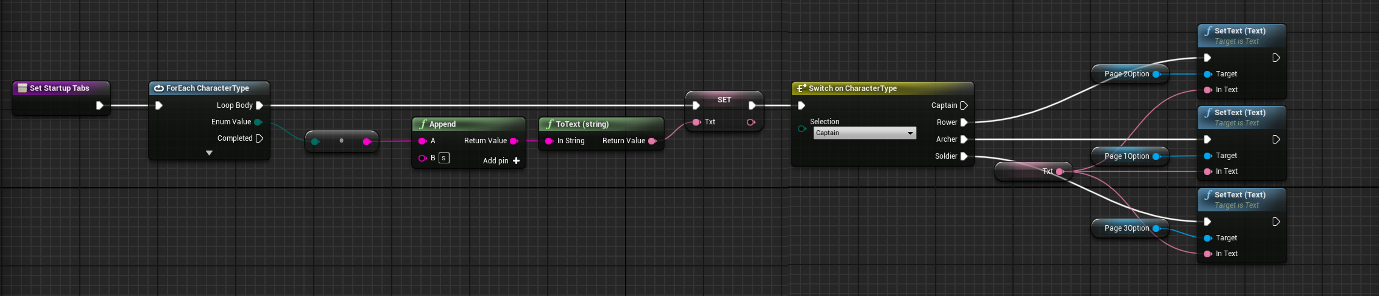 Set Startup Tabs
ForEach CharacterType
Loop Body
Enum Value
Completed
Append
A
Return Value
B s
Add pin +
ToText (string)
In String
Return Value
SET
Txt
Switch on CharacterType
Captain
Selection
Captain
Rower
Archer
Soldier
Txt
Page 2Option
SetText (Text)
Target is Text
Target
In Text
Page 1Option
SetText (Text)
Target is Text
Target
In Text
Page 3Option
SetText (Text)
Target is Text
Target
In Text